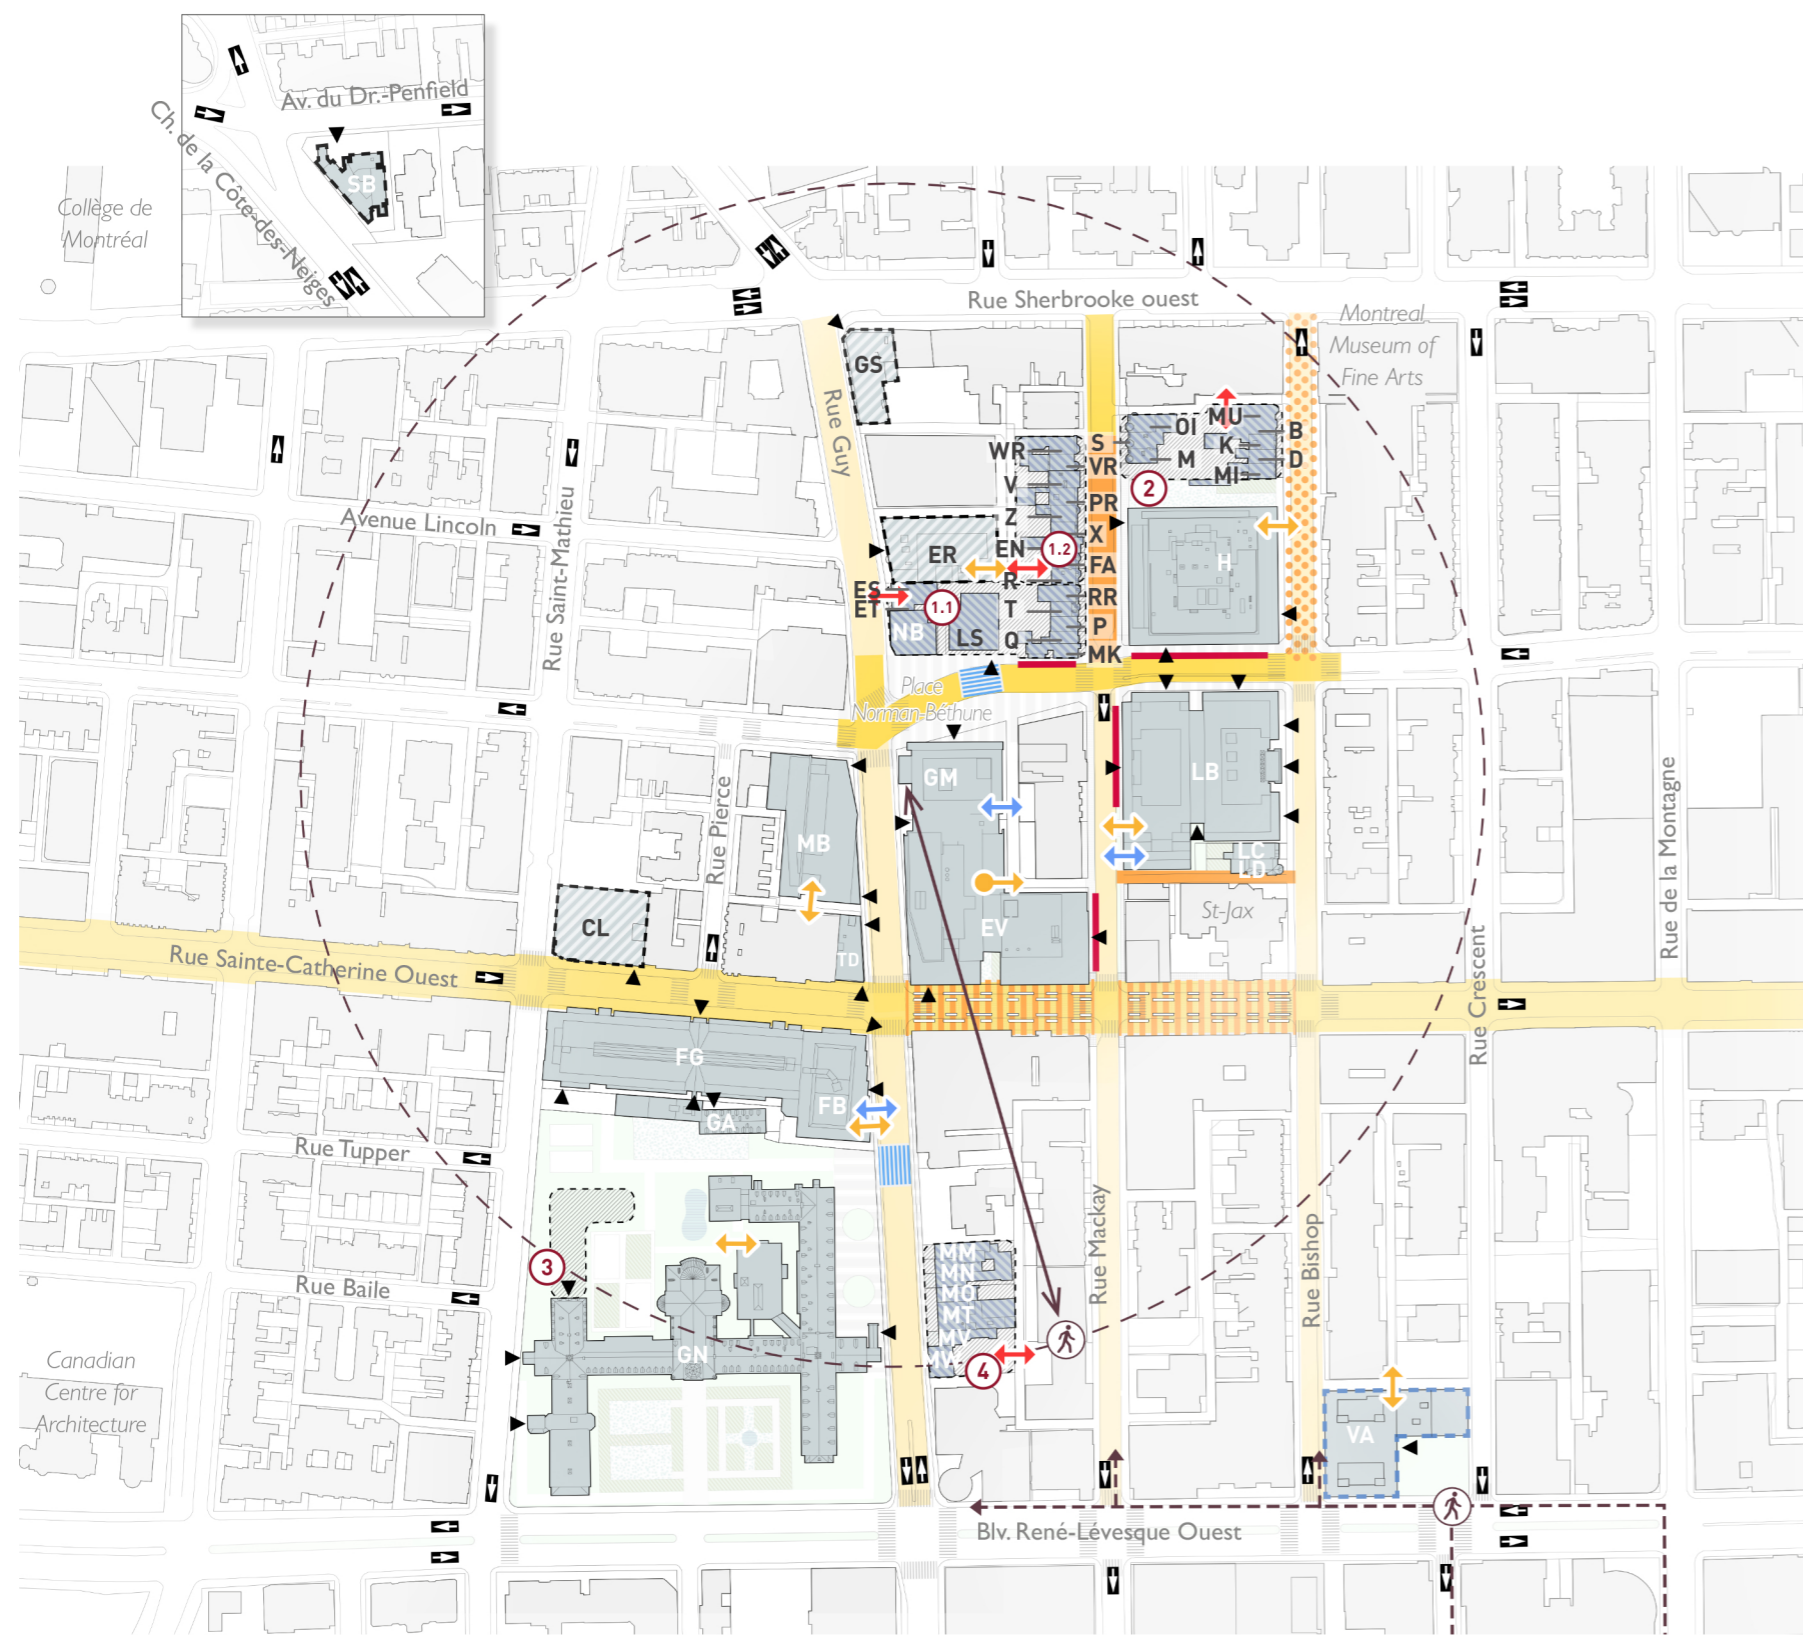 Av. du Dr.-Penfield
Ch. de la Côte-des-Neiges
SB
Collège de
Montréal
Rue Sherbrooke ouest
Montreal
Museum of
Fine Arts
GS
Rue Guy
MU
OI
B
S
K
WR
M
D
VR
MI
V
2
PR
Z
X
Avenue Lincoln
EN
1.2
ER
H
FA
R
ES
RR
ET
1.1
T
P
NB
LS
Q
MK
Rue Saint-Mathieu
Place
Norman-Béthune
GM
LB
Rue Pierce
MB
LC
LD
Rue de la Montagne
St-Jax
CL
EV
TD
Rue Sainte-Catherine Ouest
Rue Crescent
FG
FB
GA
Rue Tupper
Rue Mackay
Rue Bishop
MM
MN
3
Rue Baile
MO
MT
MV
GN
MW
4
Canadian
Centre for
Architecture
VA
Blv. René-Lévesque Ouest